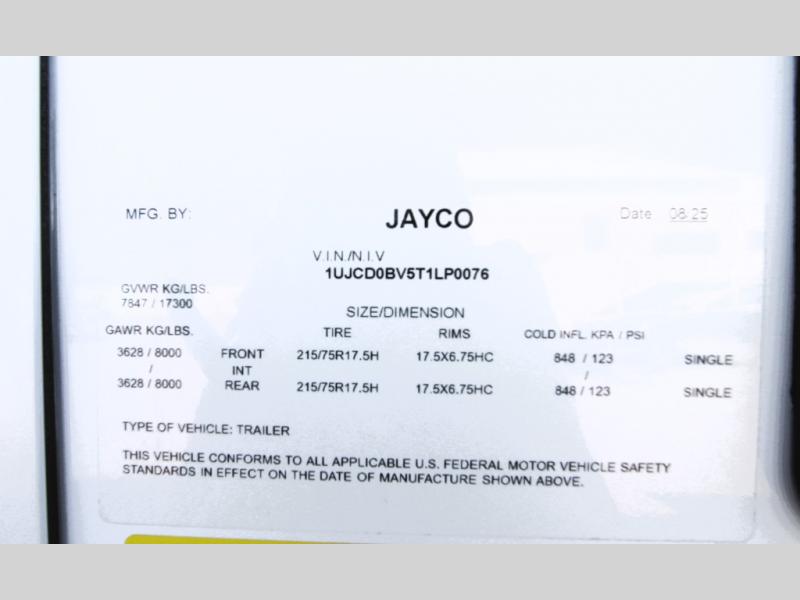 MFG. BY: JAYCO Date 08/25
V.I.N./N.I.V
1UJCD0BV5T1LP0076
GVWR KG/LBS.
7847 / 17300
SIZE/DIMENSION
GAWR KG/LBS. TIRE RIMS COLD INFL. KPA / PSI
3628 / 8000 FRONT 215/75R17.5H 17.5X6.75HC 848 / 123 SINGLE
/ INT /
3628 / 8000 REAR 215/75R17.5H 17.5X6.75HC 848 / 123 SINGLE
TYPE OF VEHICLE: TRAILER
THIS VEHICLE CONFORMS TO ALL APPLICABLE U.S. FEDERAL MOTOR VEHICLE SAFETY
STANDARDS IN EFFECT ON THE DATE OF MANUFACTURE SHOWN ABOVE.